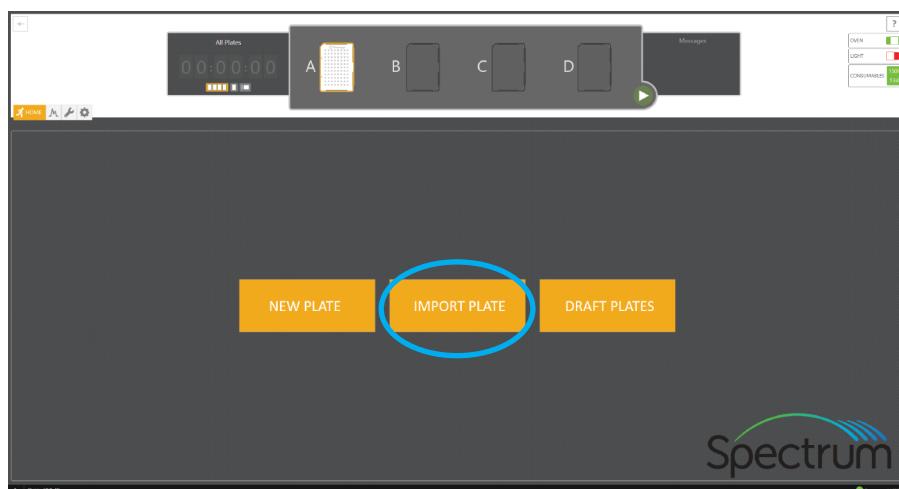 All Plates
00:00:00
A
B
C
D
Messages
?
OVEN
LIGHT
CONSUMABLES
HOME
NEW PLATE
IMPORT PLATE
DRAFT PLATES
Spectrum